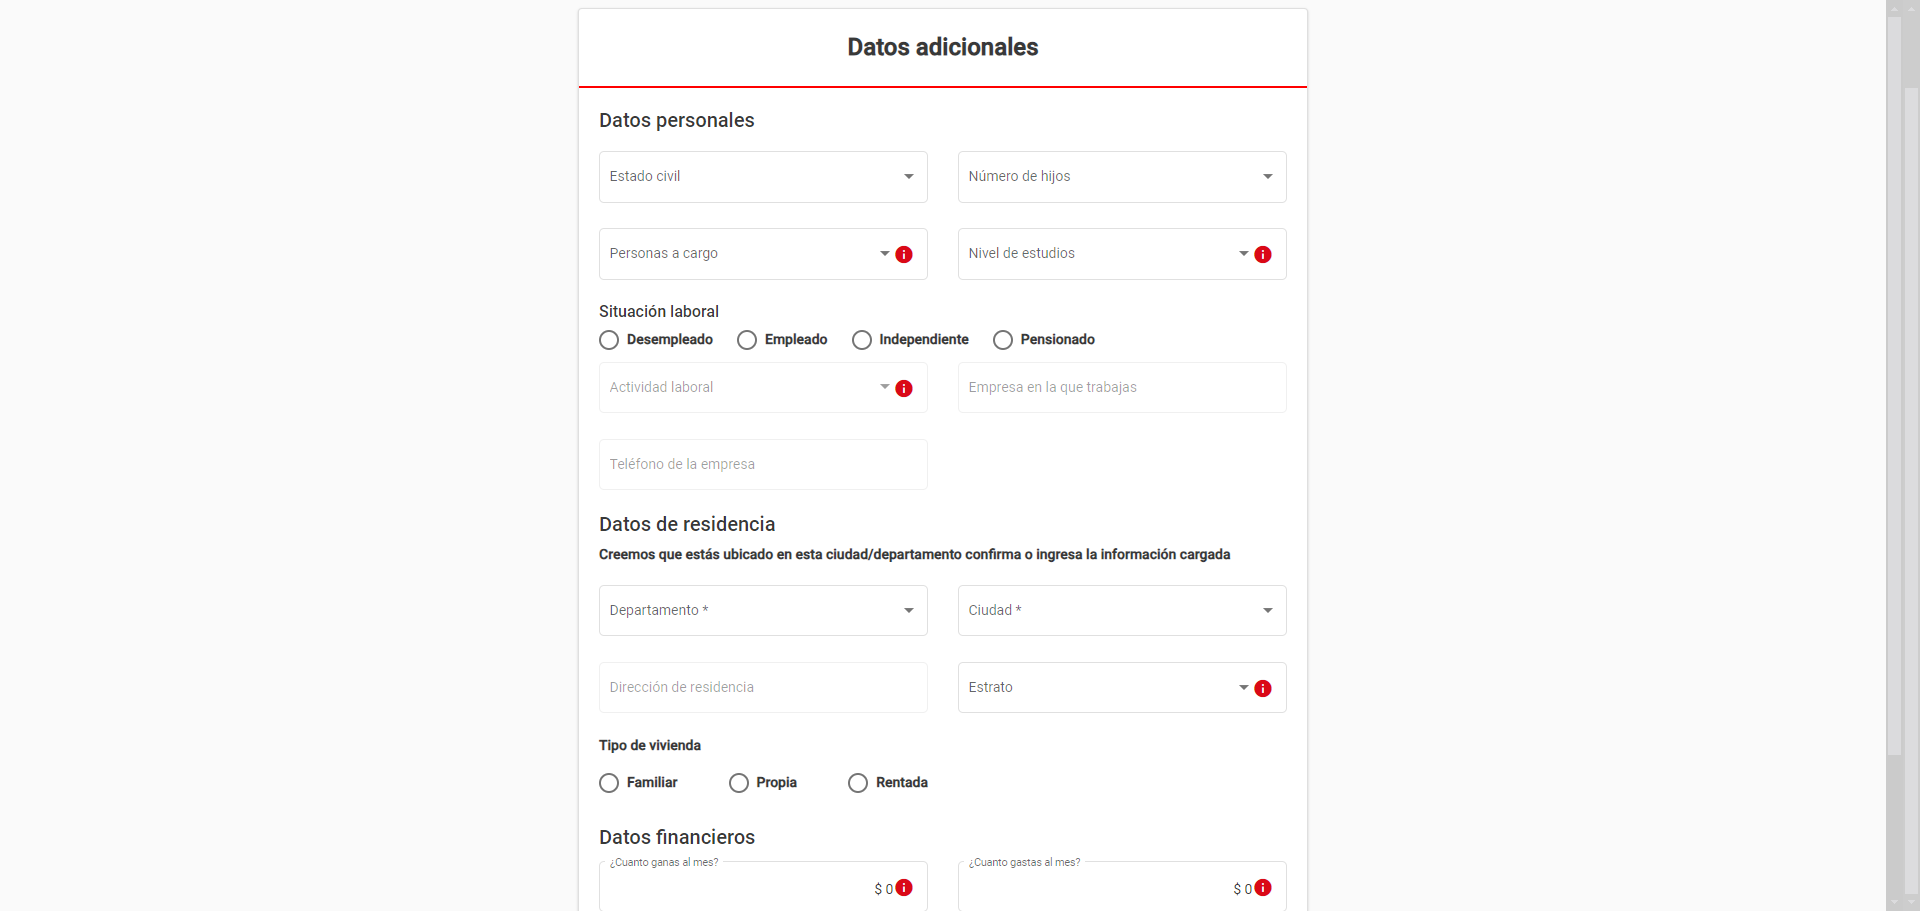 Datos adicionales
Datos personales
Estado civil
Número de hijos
Personas a cargo
Nivel de estudios
Situación laboral
Desempleado Empleado Independiente Pensionado
Actividad laboral
Empresa en la que trabajas
Teléfono de la empresa
Datos de residencia
Creemos que estás ubicado en esta ciudad/departamento confirma o ingresa la información cargada
Departamento *
Ciudad *
Dirección de residencia
Estrato
Tipo de vivienda
Familiar Propia Rentada
Datos financieros
¿Cuanto ganas al mes?
$ 0
¿Cuanto gastas al mes?
$ 0